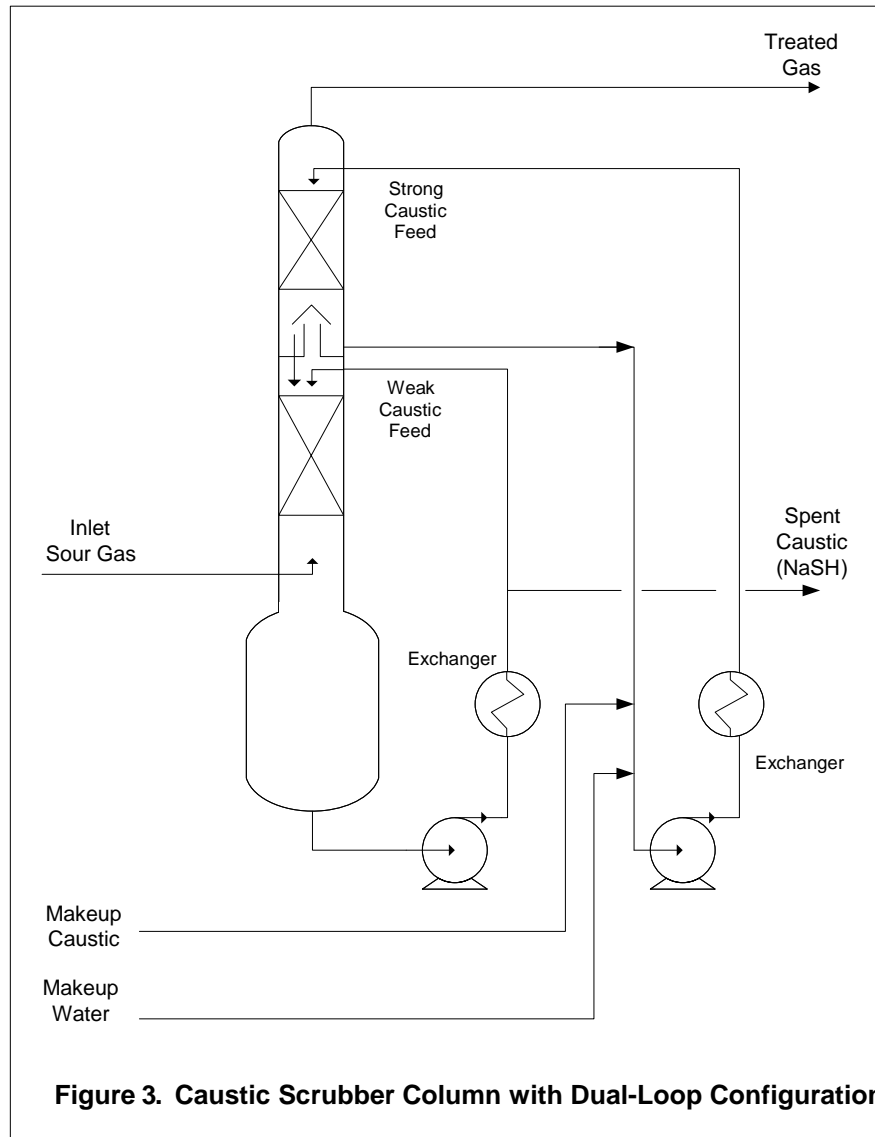 Treated
Gas
Strong
Caustic
Feed
Weak
Caustic
Feed
Inlet
Sour Gas
Spent
Caustic
(NaSH)
Exchanger
Exchanger
Makeup
Caustic
Makeup
Water
Figure 3. Caustic Scrubber Column with Dual-Loop Configuration